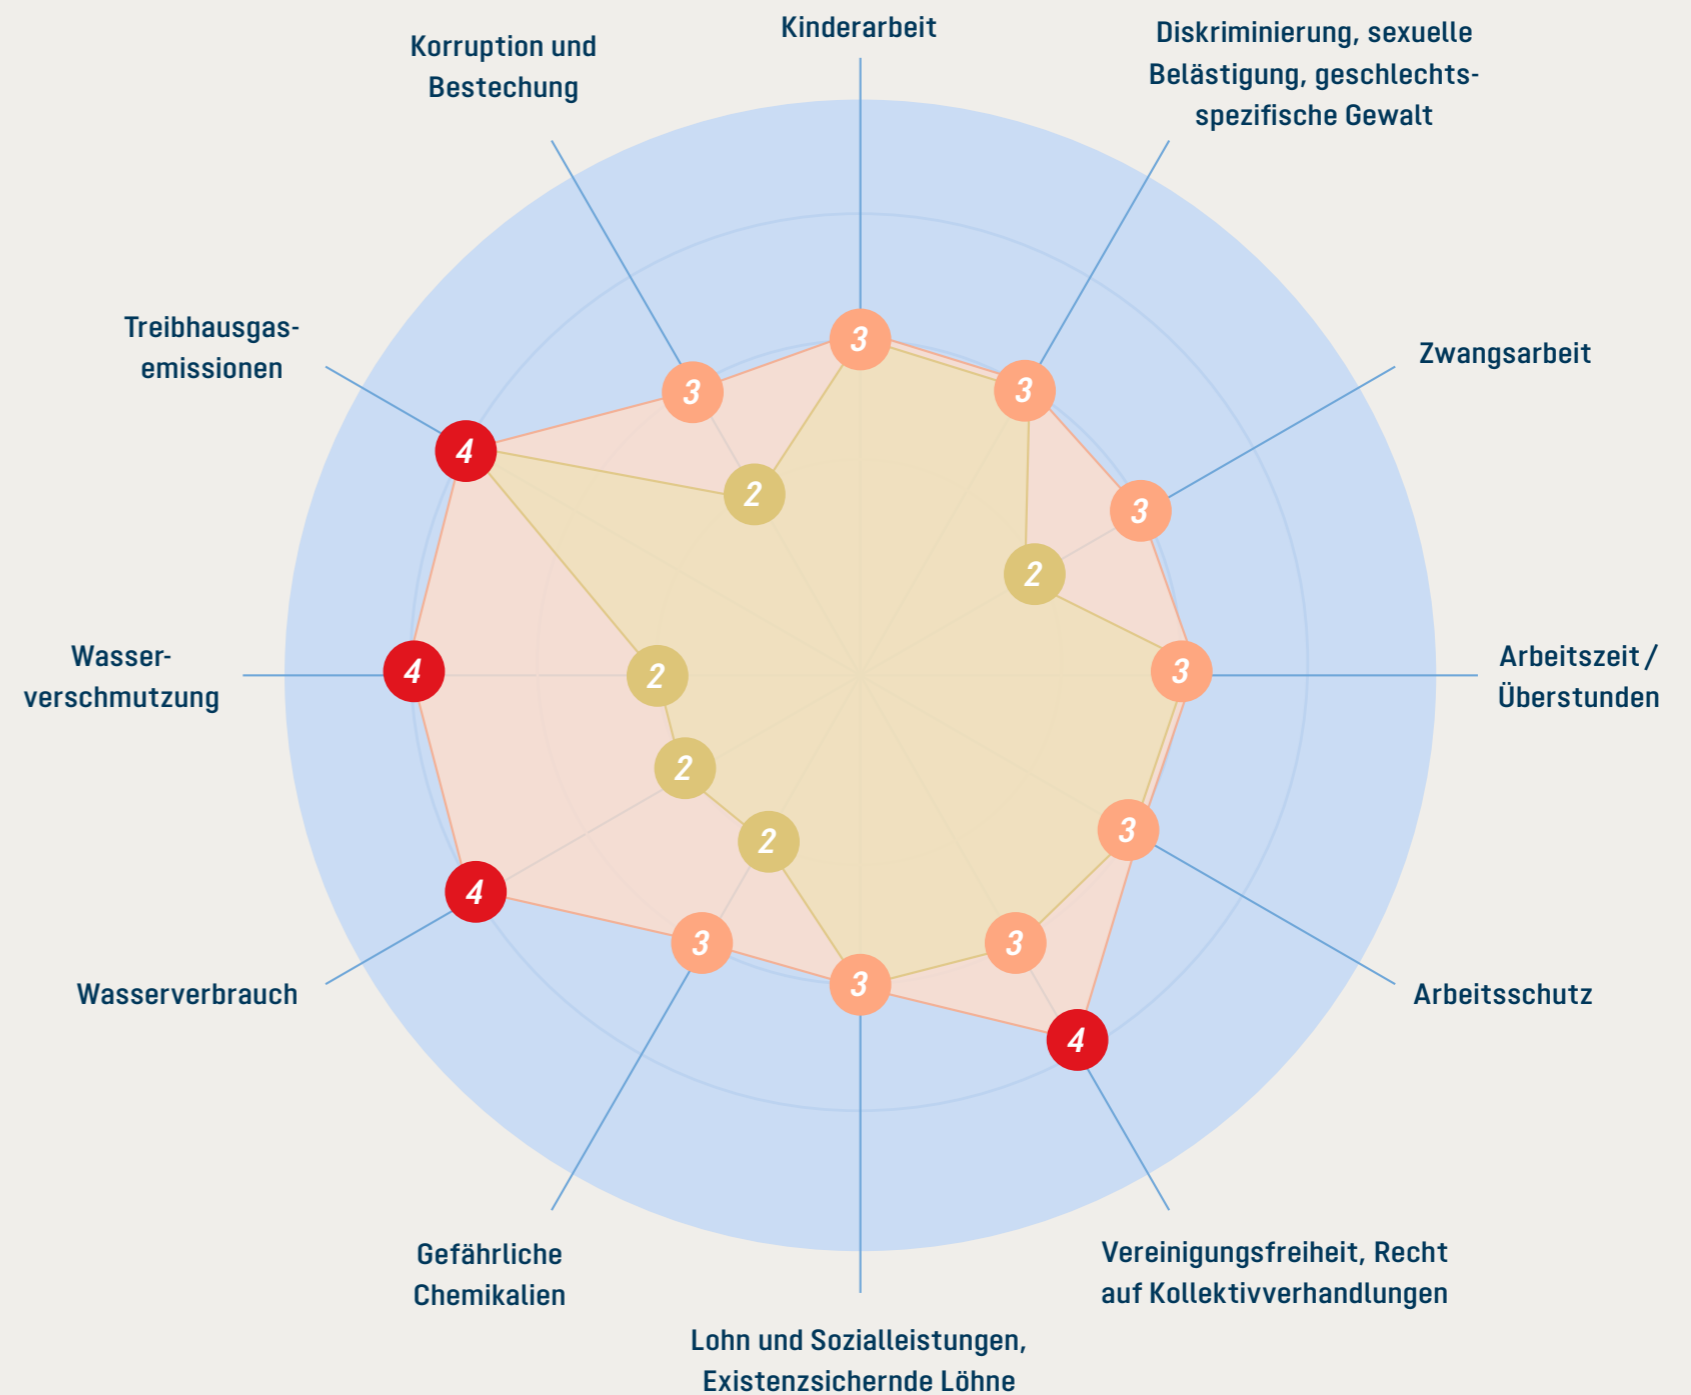 Kinderarbeit
Diskriminierung, sexuelle
Belästigung, geschlechts-
spezifische Gewalt
Korruption und
Bestechung
Treibhausgas-
emissionen
Zwangsarbeit
3
3
3
4
2
3
2
Wasser-
verschmutzung
4
2
3
Arbeitszeit /
Überstunden
2
3
2
4
3
3
3
4
Wasserverbrauch
Arbeitsschutz
Gefährliche
Chemikalien
Vereinigungsfreiheit, Recht
auf Kollektivverhandlungen
Lohn und Sozialleistungen,
Existenzsichernde Löhne